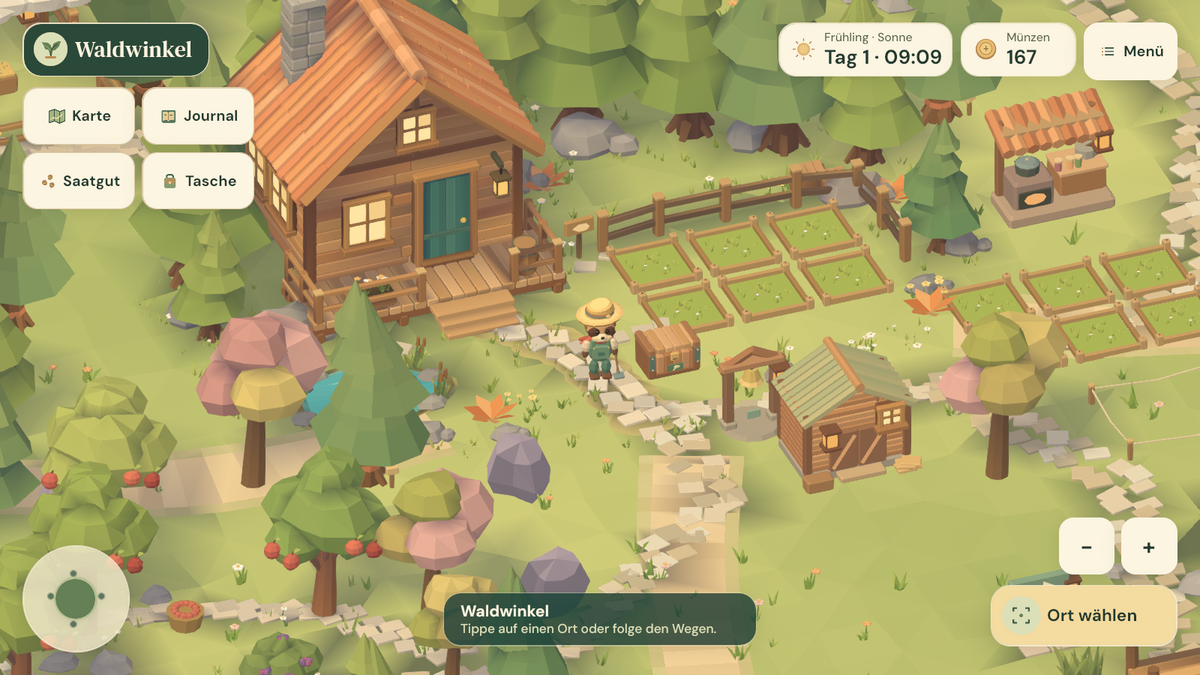 Waldwinkel
Frühling · Sonne
Tag 1 · 09:09
Münzen
167
Menü
Karte
Journal
Saatgut
Tasche
−
+
Waldwinkel
Tippe auf einen Ort oder folge den Wegen.
Ort wählen